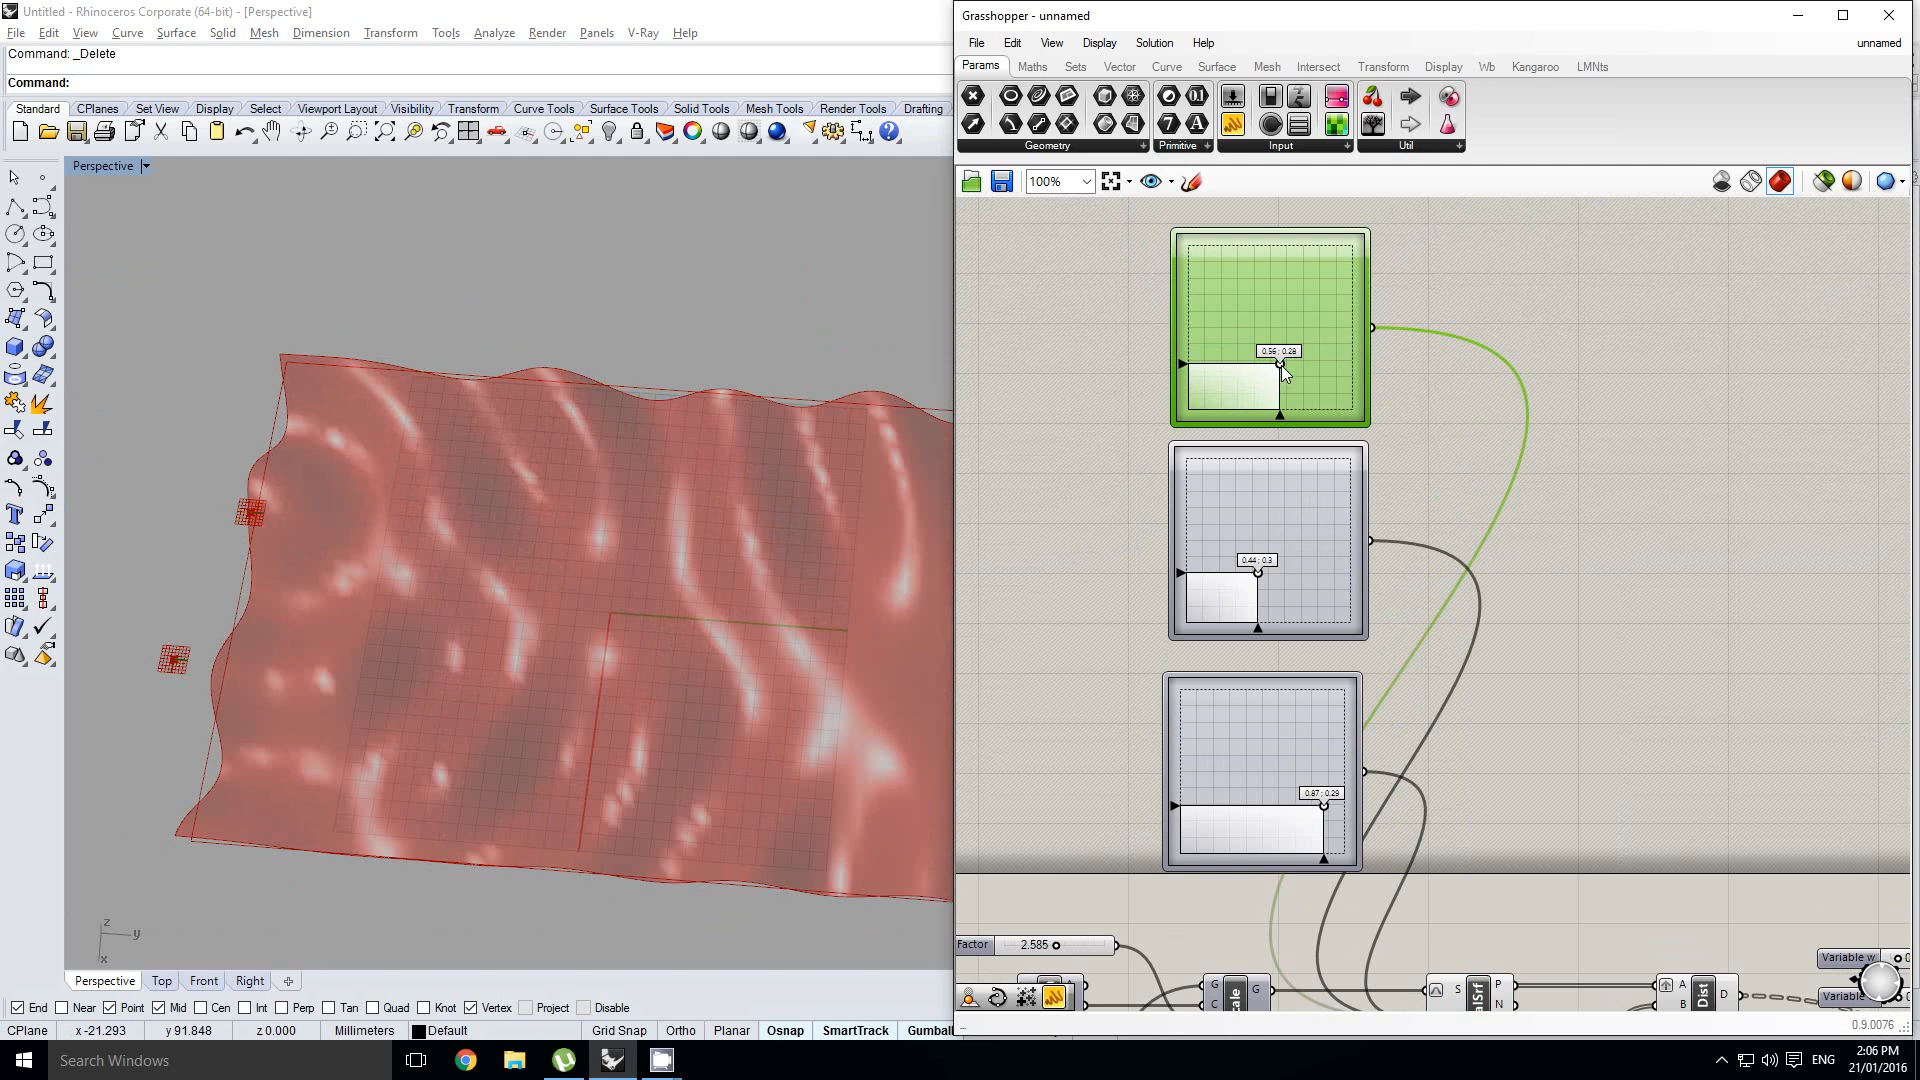 Untitled - Rhinoceros Corporate (64-bit) - [Perspective]
File Edit View Curve Surface Solid Mesh Dimension Transform Tools Analyze Render Panels V-Ray Help
Command: _Delete
Command:
Standard CPlanes Set View Display Select Viewport Layout Visibility Transform Curve Tools Surface Tools Solid Tools Mesh Tools Render Tools Drafting
Perspective
z
y
x
Perspective Top Front Right
End Near Point Mid Cen Int Perp Tan Quad Knot Vertex Project Disable
CPlane x -21.293 y 91.848 z 0.000 Millimeters Default Grid Snap Ortho Planar Osnap SmartTrack Gumball
Grasshopper - unnamed
File Edit View Display Solution Help unnamed
Params Maths Sets Vector Curve Surface Mesh Intersect Transform Display Wb Kangaroo LMNts
Geometry Primitive Input Util
100%
0.56 ; 0.28
0.44 ; 0.3
0.87 ; 0.29
Factor 2.585
Variable w
Variable
G
C
G
S
P
N
A
B
Dist
D
0.9.0076
Search Windows
ENG
2:06 PM
21/01/2016